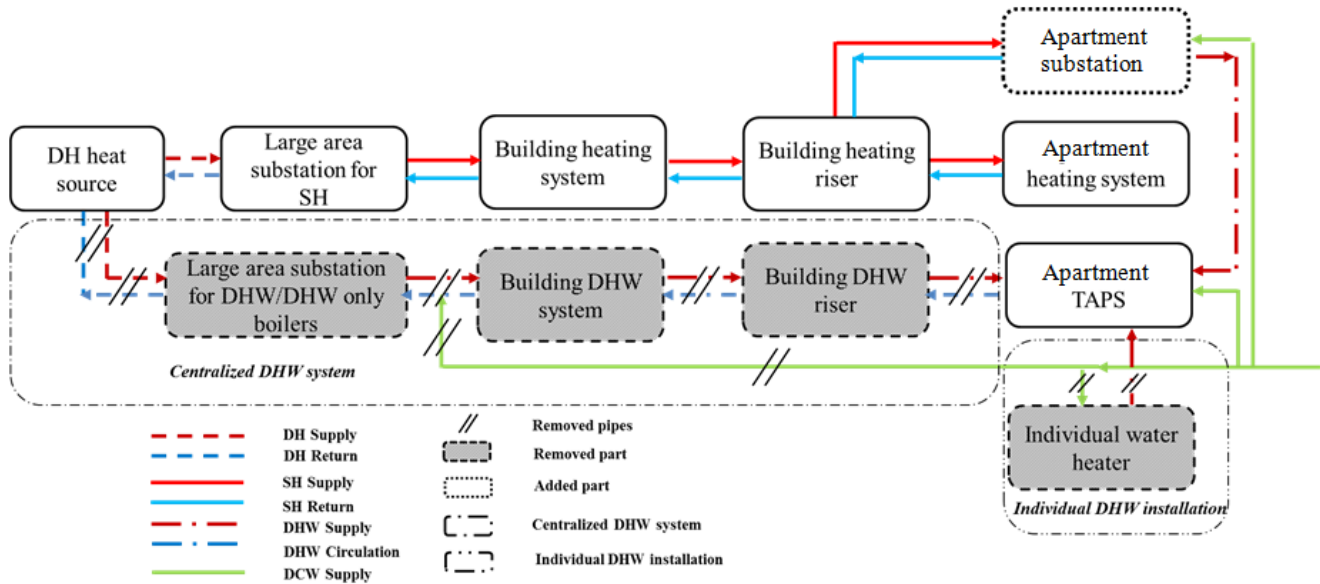 Apartment
substation
DH heat
source
Large area
substation for
SH
Building heating
system
Building heating
riser
Apartment
heating system
Large area substation
for DHW/DHW only
boilers
Building DHW
system
Building DHW
riser
Apartment
TAPS
Centralized DHW system
Individual water
heater
Individual DHW installation
DH Supply
DH Return
SH Supply
SH Return
DHW Supply
DHW Circulation
DCW Supply
Removed pipes
Removed part
Added part
Centralized DHW system
Individual DHW installation